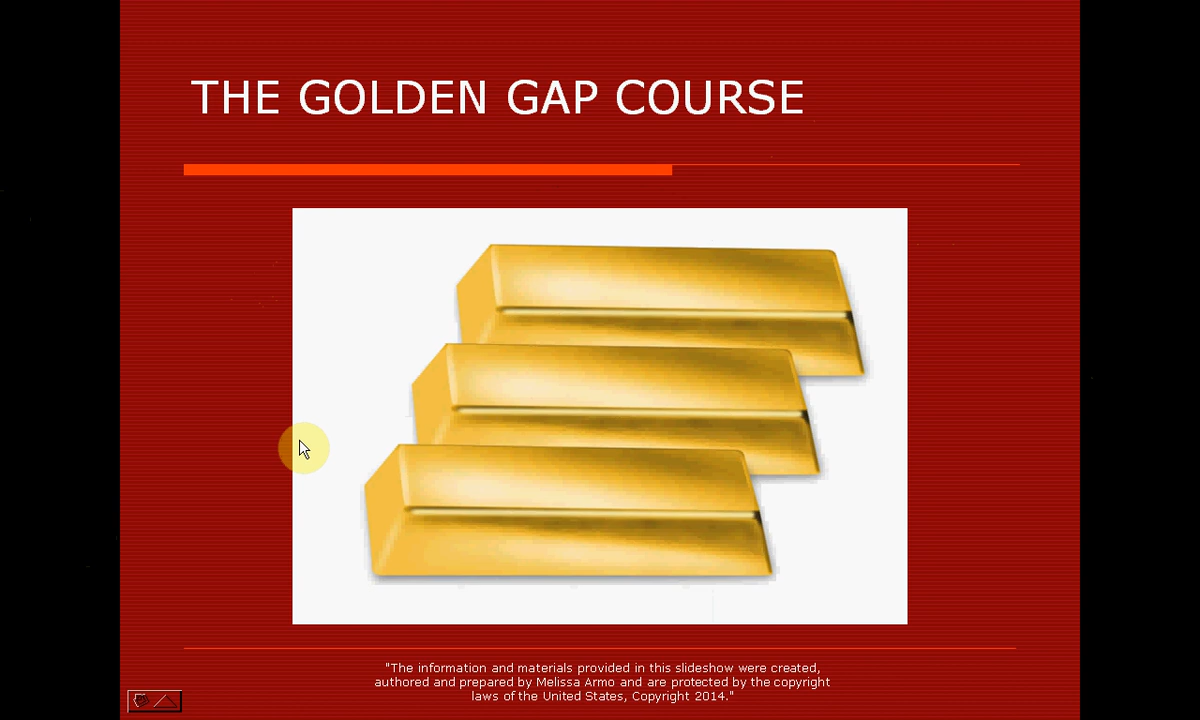 THE GOLDEN GAP COURSE
"The information and materials provided in this slideshow were created,
authored and prepared by Melissa Armo and are protected by the copyright
laws of the United States, Copyright 2014."